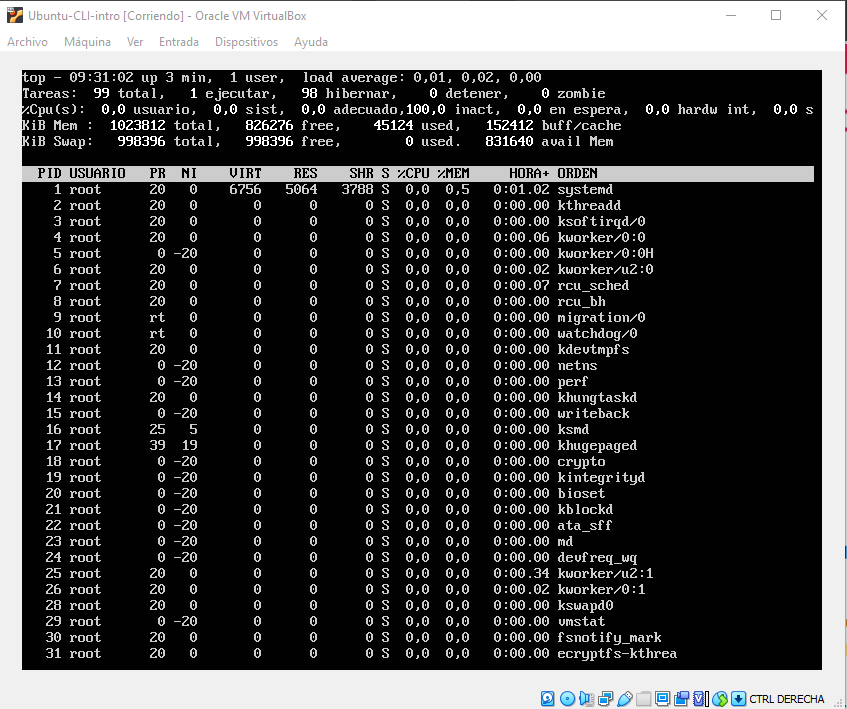 Ubuntu-CLI-intro [Corriendo] - Oracle VM VirtualBox
Archivo Máquina Ver Entrada Dispositivos Ayuda
top - 09:31:02 up 3 min,  1 user,  load average: 0,01, 0,02, 0,00
Tareas:  99 total,   1 ejecutar,  98 hibernar,   0 detener,   0 zombie
%Cpu(s):  0,0 usuario,  0,0 sist,  0,0 adecuado,100,0 inact,  0,0 en espera,  0,0 hardw int,  0,0 s
KiB Mem :  1023812 total,   826276 free,    45124 used,   152412 buff/cache
KiB Swap:   998396 total,   998396 free,        0 used.   831640 avail Mem
PID USUARIO PR NI VIRT RES SHR S %CPU %MEM HORA+ ORDEN
1 root 20 0 6756 5064 3788 S 0,0 0,5 0:01.02 systemd
2 root 20 0 0 0 0 S 0,0 0,0 0:00.00 kthreadd
3 root 20 0 0 0 0 S 0,0 0,0 0:00.00 ksoftirqd/0
4 root 20 0 0 0 0 S 0,0 0,0 0:00.06 kworker/0:0
5 root 0 -20 0 0 0 S 0,0 0,0 0:00.00 kworker/0:0H
6 root 20 0 0 0 0 S 0,0 0,0 0:00.02 kworker/u2:0
7 root 20 0 0 0 0 S 0,0 0,0 0:00.07 rcu_sched
8 root 20 0 0 0 0 S 0,0 0,0 0:00.00 rcu_bh
9 root rt 0 0 0 0 S 0,0 0,0 0:00.00 migration/0
10 root rt 0 0 0 0 S 0,0 0,0 0:00.00 watchdog/0
11 root 20 0 0 0 0 S 0,0 0,0 0:00.00 kdevtmpfs
12 root 0 -20 0 0 0 S 0,0 0,0 0:00.00 netns
13 root 0 -20 0 0 0 S 0,0 0,0 0:00.00 perf
14 root 20 0 0 0 0 S 0,0 0,0 0:00.00 khungtaskd
15 root 0 -20 0 0 0 S 0,0 0,0 0:00.00 writeback
16 root 25 5 0 0 0 S 0,0 0,0 0:00.00 ksmd
17 root 39 19 0 0 0 S 0,0 0,0 0:00.00 khugepaged
18 root 0 -20 0 0 0 S 0,0 0,0 0:00.00 crypto
19 root 0 -20 0 0 0 S 0,0 0,0 0:00.00 kintegrityd
20 root 0 -20 0 0 0 S 0,0 0,0 0:00.00 bioset
21 root 0 -20 0 0 0 S 0,0 0,0 0:00.00 kblockd
22 root 0 -20 0 0 0 S 0,0 0,0 0:00.00 ata_sff
23 root 0 -20 0 0 0 S 0,0 0,0 0:00.00 md
24 root 0 -20 0 0 0 S 0,0 0,0 0:00.00 devfreq_wq
25 root 20 0 0 0 0 S 0,0 0,0 0:00.34 kworker/u2:1
26 root 20 0 0 0 0 S 0,0 0,0 0:00.02 kworker/0:1
28 root 20 0 0 0 0 S 0,0 0,0 0:00.00 kswapd0
29 root 0 -20 0 0 0 S 0,0 0,0 0:00.00 vmstat
30 root 20 0 0 0 0 S 0,0 0,0 0:00.00 fsnotify_mark
31 root 20 0 0 0 0 S 0,0 0,0 0:00.00 ecryptfs-kthrea
CTRL DERECHA